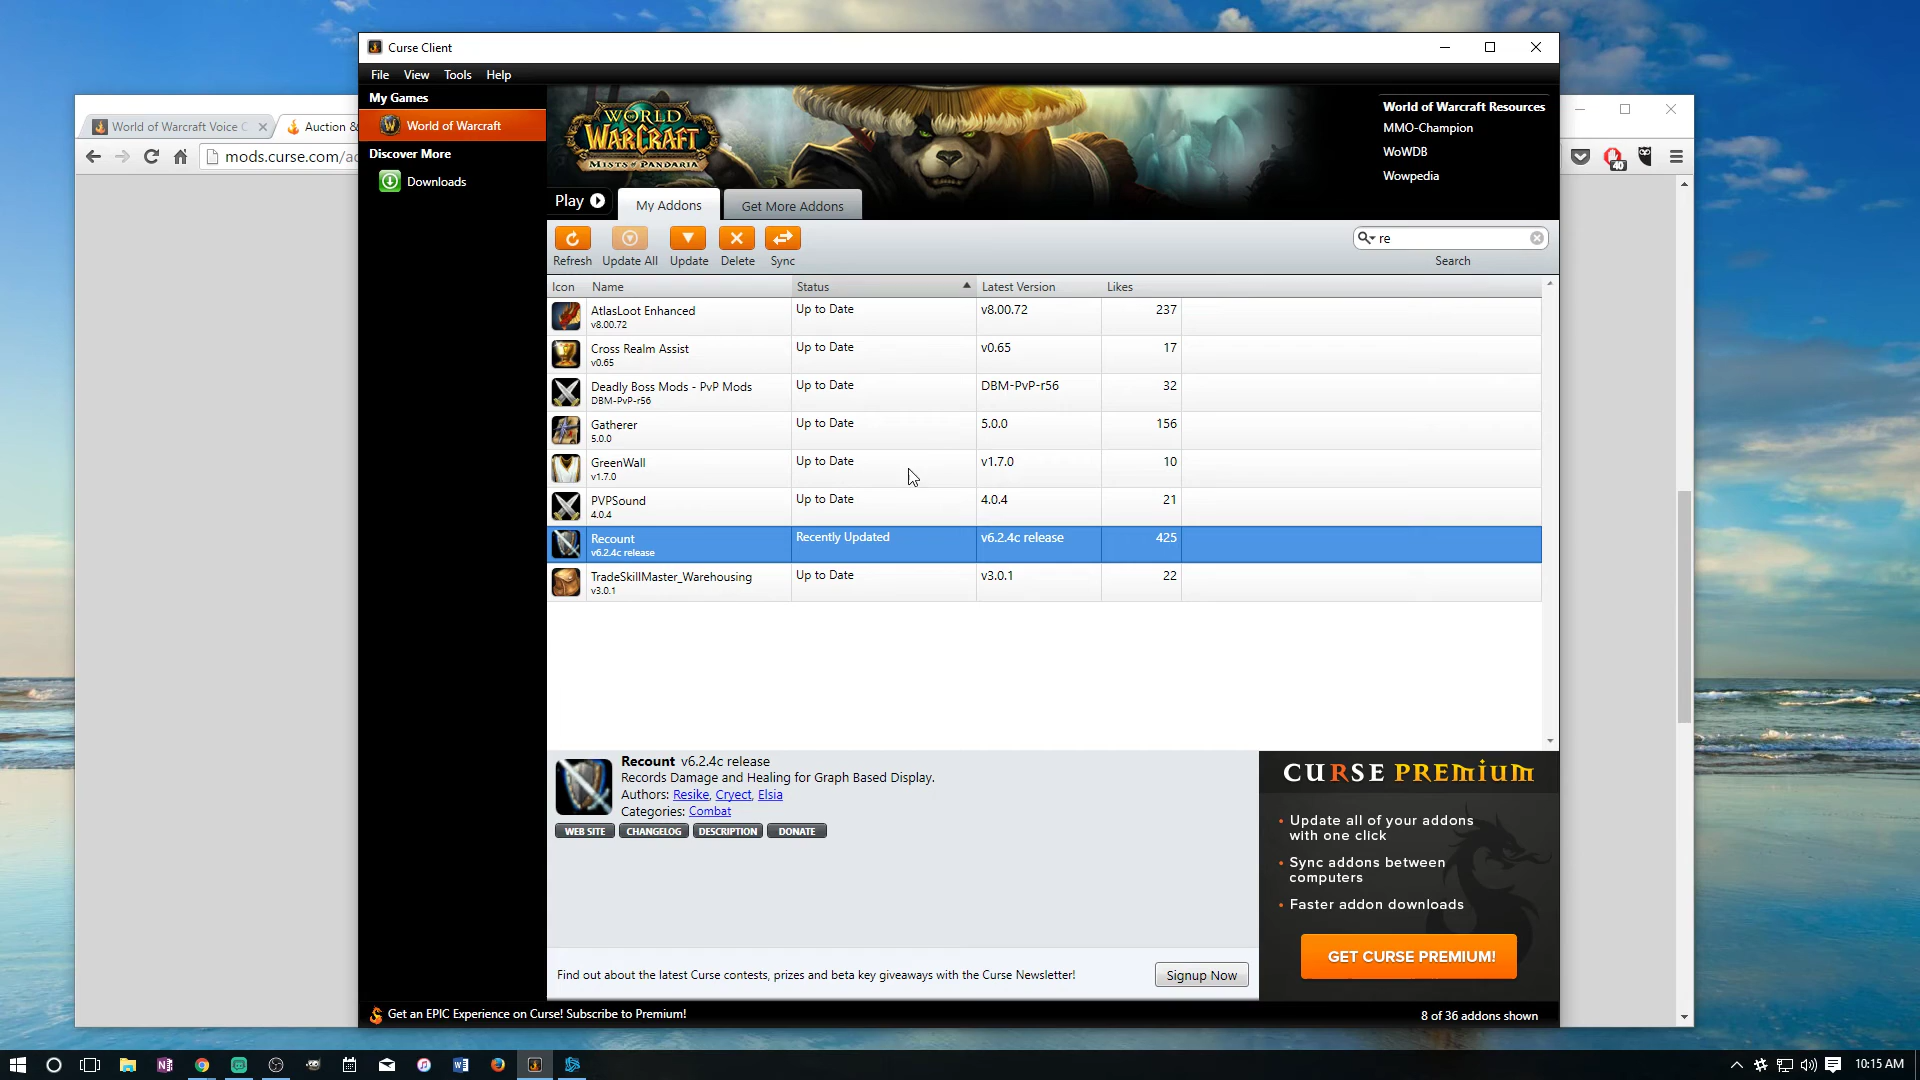 Curse Client
File View Tools Help
My Games
World of Warcraft
Discover More
Downloads
World of Warcraft Voice C
Auction &
mods.curse.com/ad
WORLD
WARCRAFT
MISTS OF PANDARIA
World of Warcraft Resources
MMO-Champion
WoWDB
Wowpedia
40
Play My Addons Get More Addons
re
Refresh Update All Update Delete Sync Search
Icon Name Status Latest Version Likes
AtlasLoot Enhanced Up to Date v8.00.72 237
v8.00.72
Cross Realm Assist Up to Date v0.65 17
v0.65
Deadly Boss Mods - PvP Mods Up to Date DBM-PvP-r56 32
DBM-PvP-r56
Gatherer Up to Date 5.0.0 156
5.0.0
GreenWall Up to Date v1.7.0 10
v1.7.0
PVPSound Up to Date 4.0.4 21
4.0.4
Recount Recently Updated v6.2.4c release 425
v6.2.4c release
TradeSkillMaster_Warehousing Up to Date v3.0.1 22
v3.0.1
Recount v6.2.4c release
Records Damage and Healing for Graph Based Display.
Authors: Resike, Cryect, Elsia
Categories: Combat
WEB SITE CHANGELOG DESCRIPTION DONATE
CURSE PREMIUM
• Update all of your addons
with one click
• Sync addons between
computers
• Faster addon downloads
GET CURSE PREMIUM!
Find out about the latest Curse contests, prizes and beta key giveaways with the Curse Newsletter! Signup Now
Get an EPIC Experience on Curse! Subscribe to Premium! 8 of 36 addons shown
10:15 AM